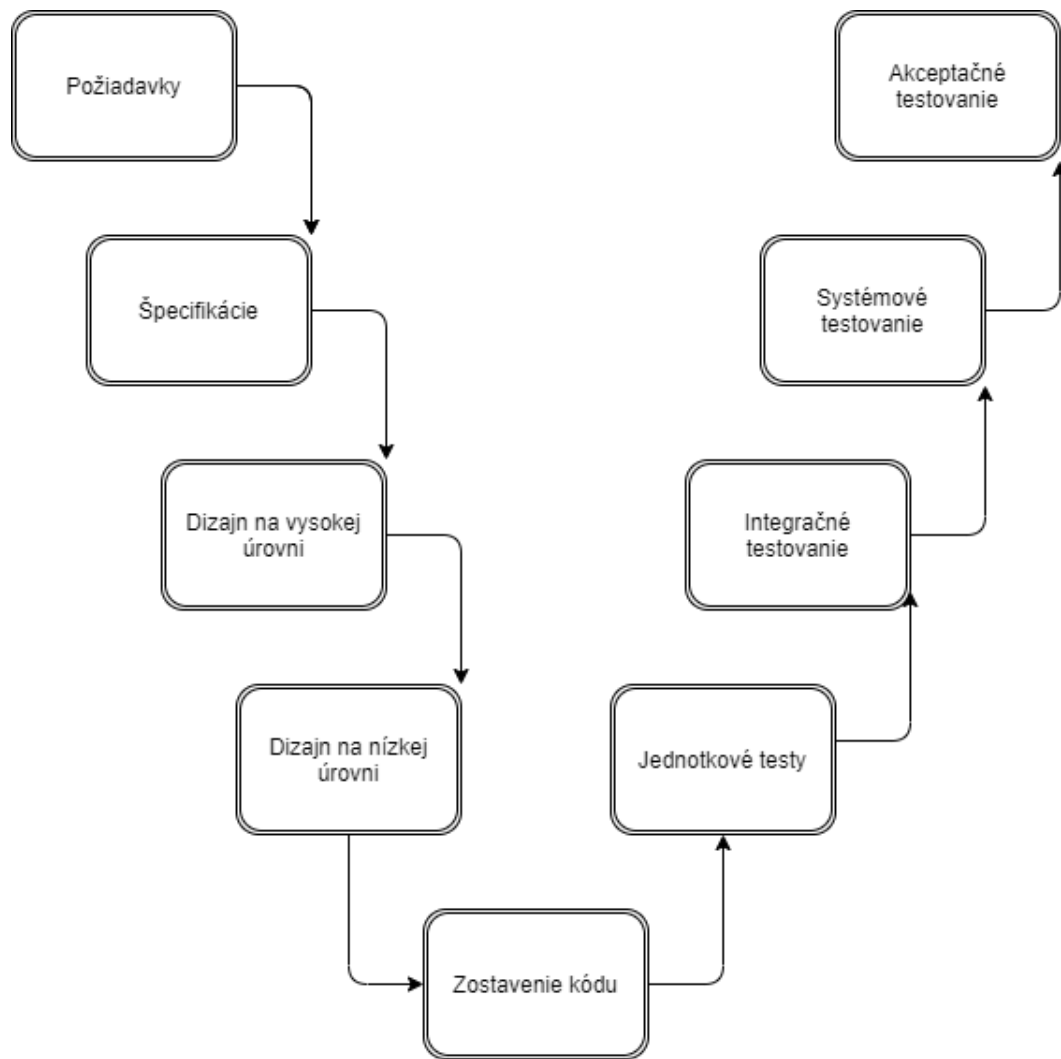 Požiadavky
Akceptačné
testovanie
Špecifikácie
Systémové
testovanie
Dizajn na vysokej
úrovni
Integračné
testovanie
Dizajn na nízkej
úrovni
Jednotkové testy
Zostavenie kódu